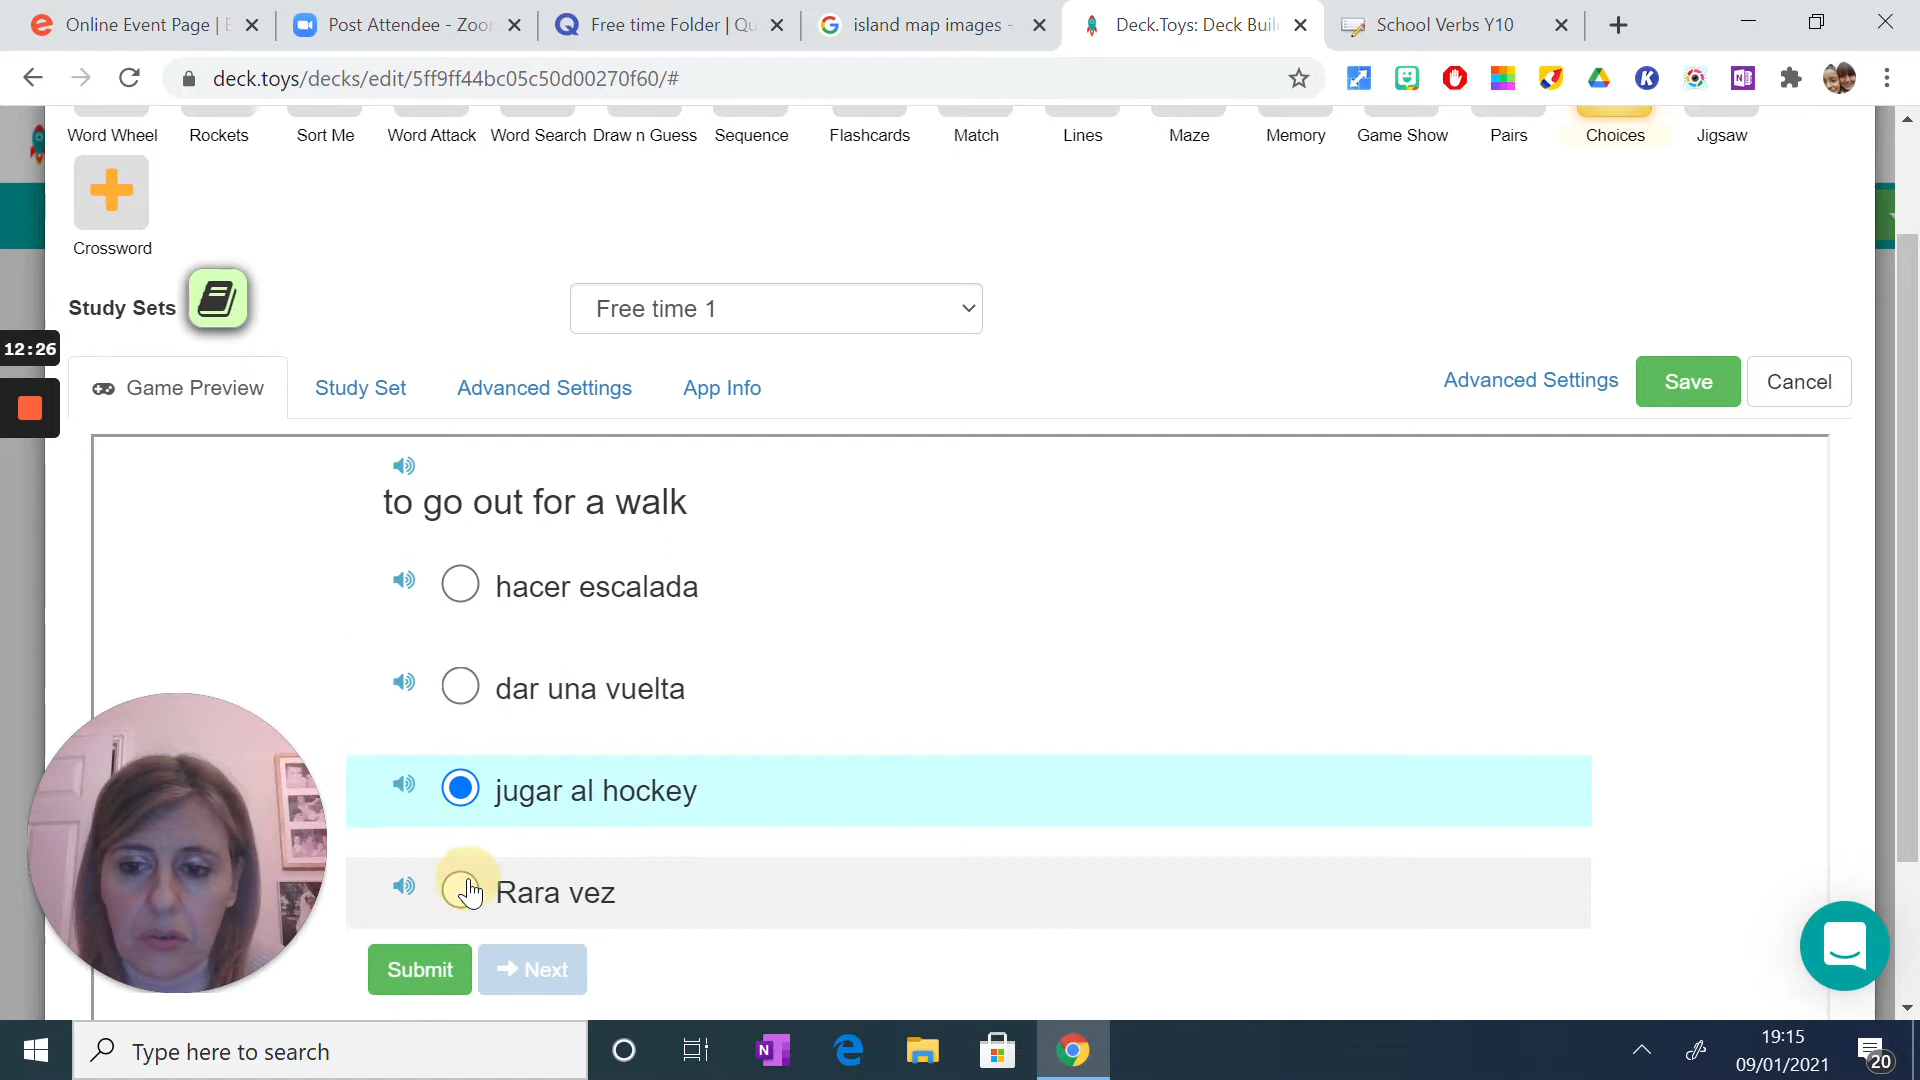 Online Event Page | E
Post Attendee - Zoo
Free time Folder | Qu
island map images -
Deck.Toys: Deck Buil
School Verbs Y10
deck.toys/decks/edit/5ff9ff44bc05c50d00270f60/#
Word Wheel
Rockets
Sort Me
Word Attack
Word Search
Draw n Guess
Sequence
Flashcards
Match
Lines
Maze
Memory
Game Show
Pairs
Choices
Jigsaw
Crossword
Study Sets
Free time 1
12:26
Game Preview
Study Set
Advanced Settings
App Info
Advanced Settings
Save
Cancel
to go out for a walk
hacer escalada
dar una vuelta
jugar al hockey
Rara vez
Submit
Next
Type here to search
19:15
09/01/2021
20